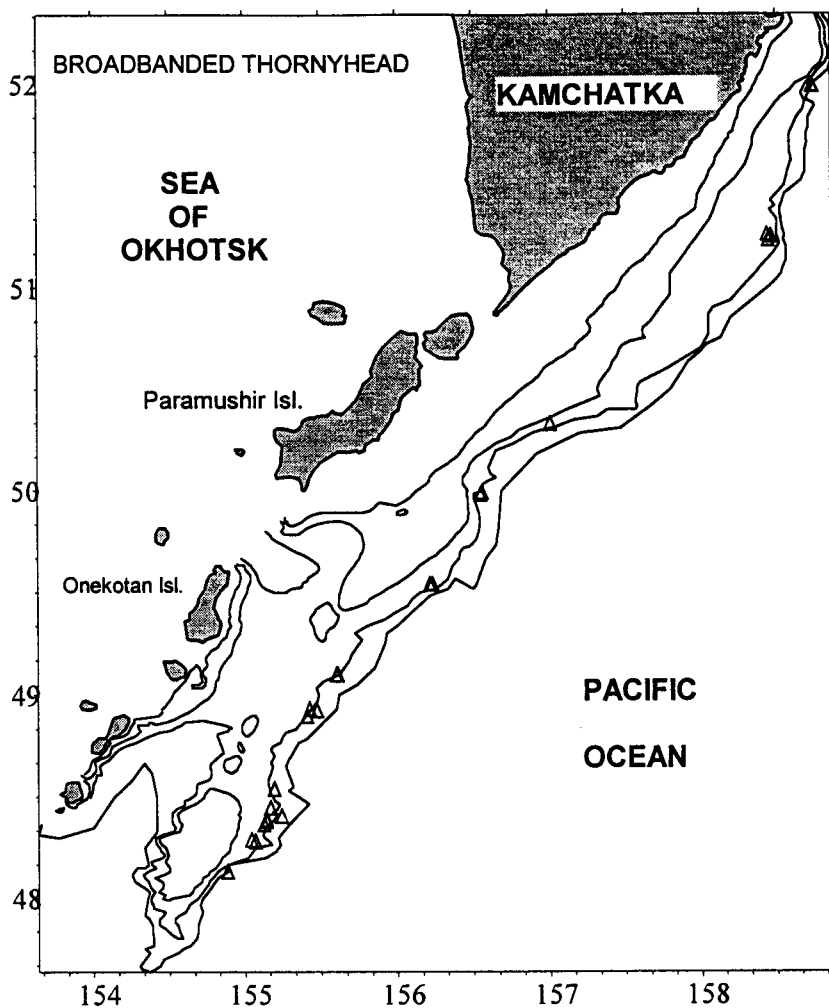 BROADBANDED THORNYHEAD
52
KAMCHATKA
SEA
OF
OKHOTSK
51
Paramushir Isl.
50
Onekotan Isl.
49
PACIFIC
OCEAN
48
154 155 156 157 158